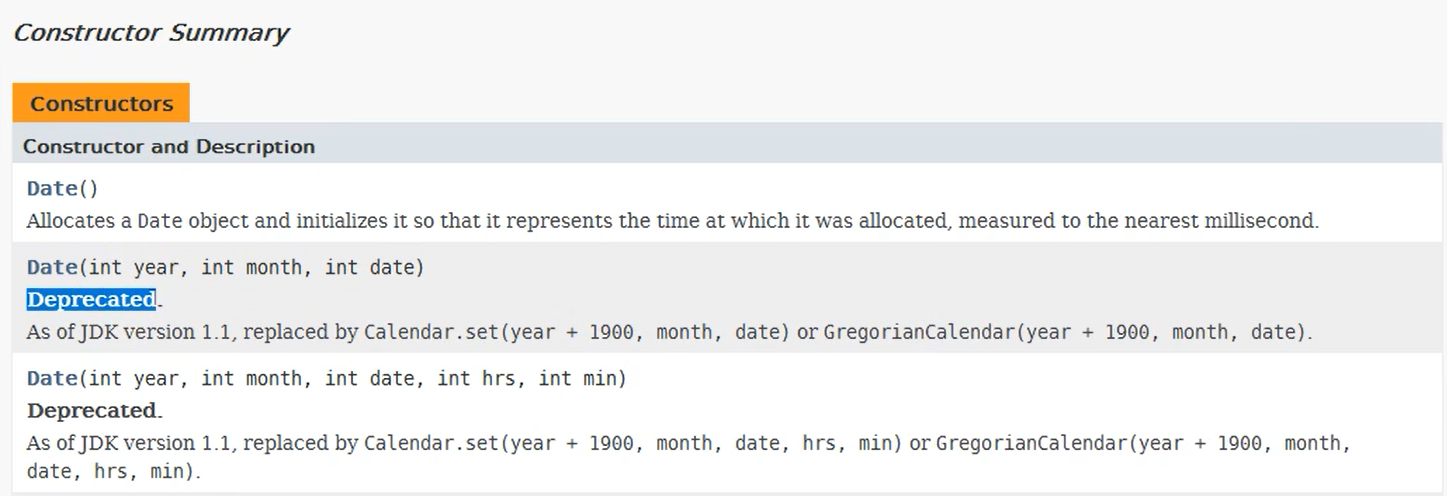 Constructor Summary
Constructors
Constructor and Description
Date()
Allocates a Date object and initializes it so that it represents the time at which it was allocated, measured to the nearest millisecond.
Date(int year, int month, int date)
Deprecated.
As of JDK version 1.1, replaced by Calendar.set(year + 1900, month, date) or GregorianCalendar(year + 1900, month, date).
Date(int year, int month, int date, int hrs, int min)
Deprecated.
As of JDK version 1.1, replaced by Calendar.set(year + 1900, month, date, hrs, min) or GregorianCalendar(year + 1900, month,
date, hrs, min).